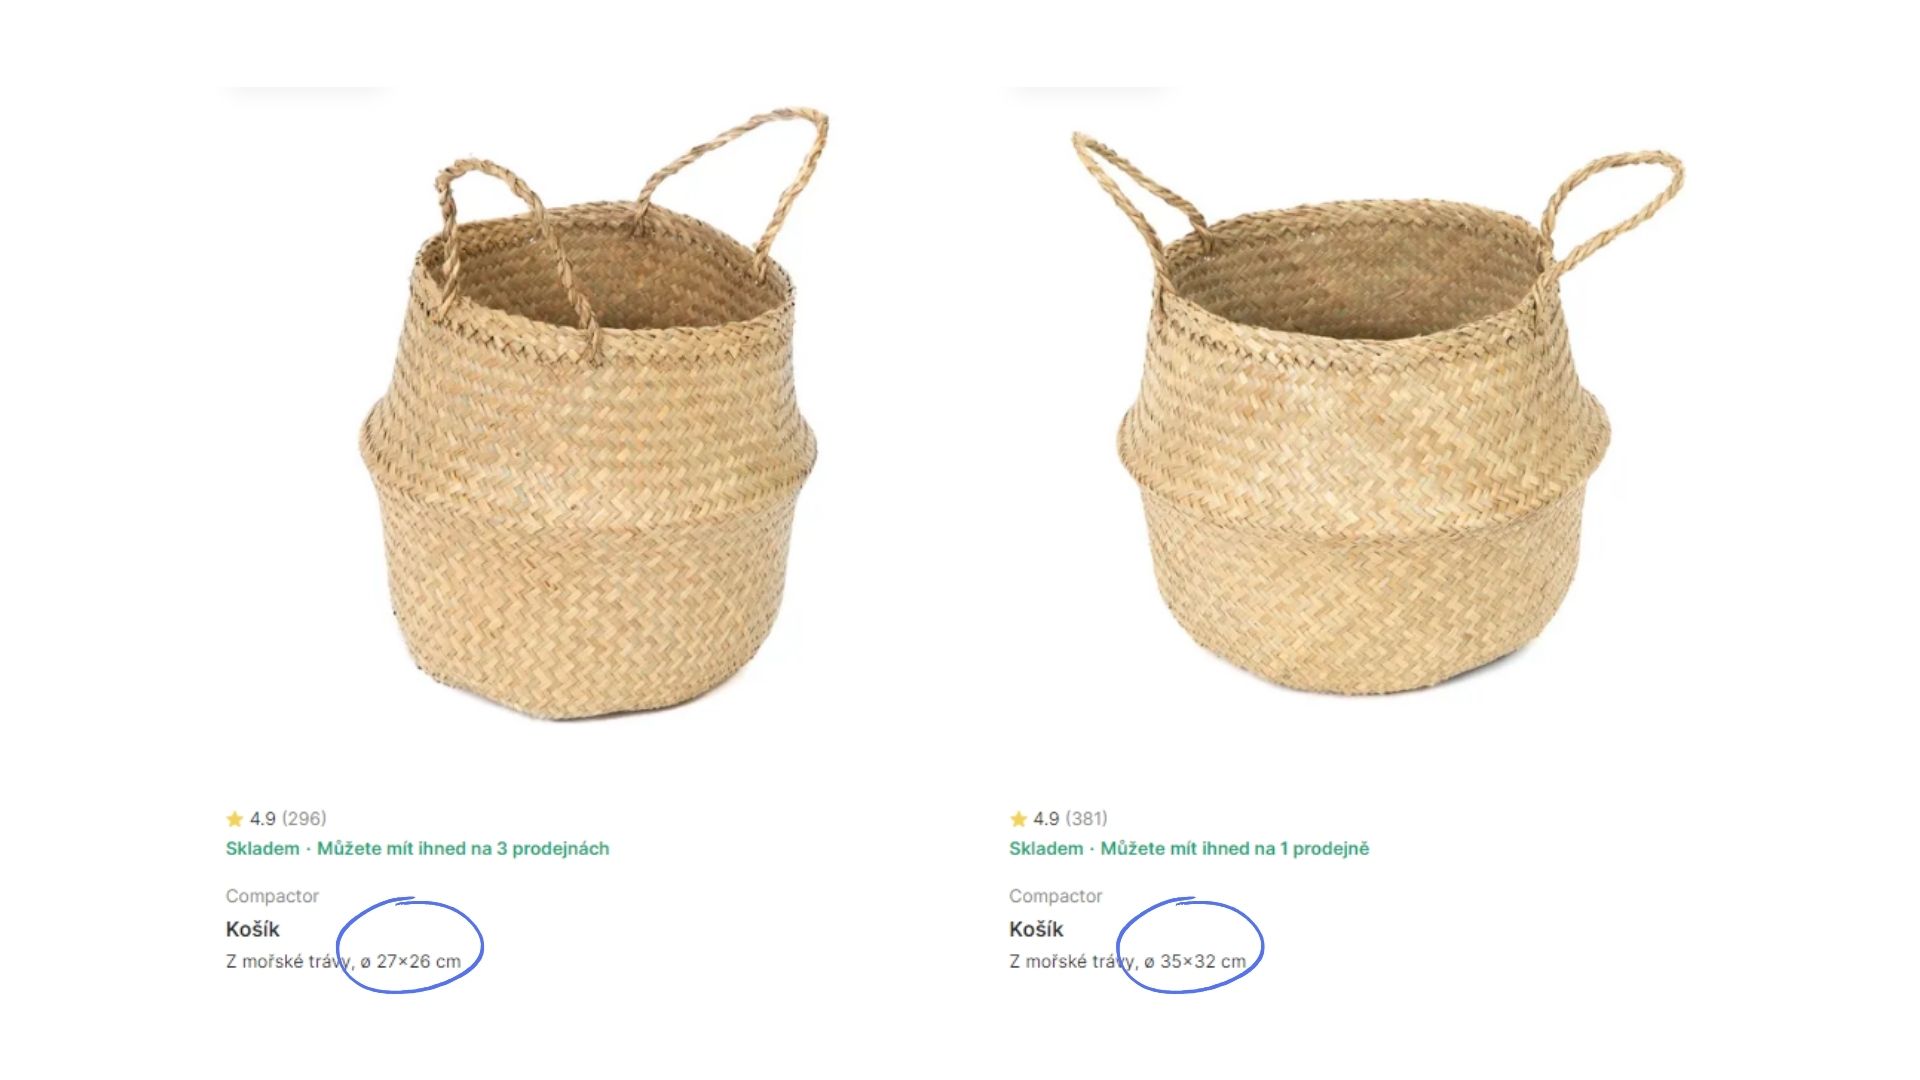 4.9 (296)
Skladem · Můžete mít ihned na 3 prodejnách
Compactor
Košík
Z mořské trávy, ø 27×26 cm
4.9 (381)
Skladem · Můžete mít ihned na 1 prodejně
Compactor
Košík
Z mořské trávy, ø 35×32 cm